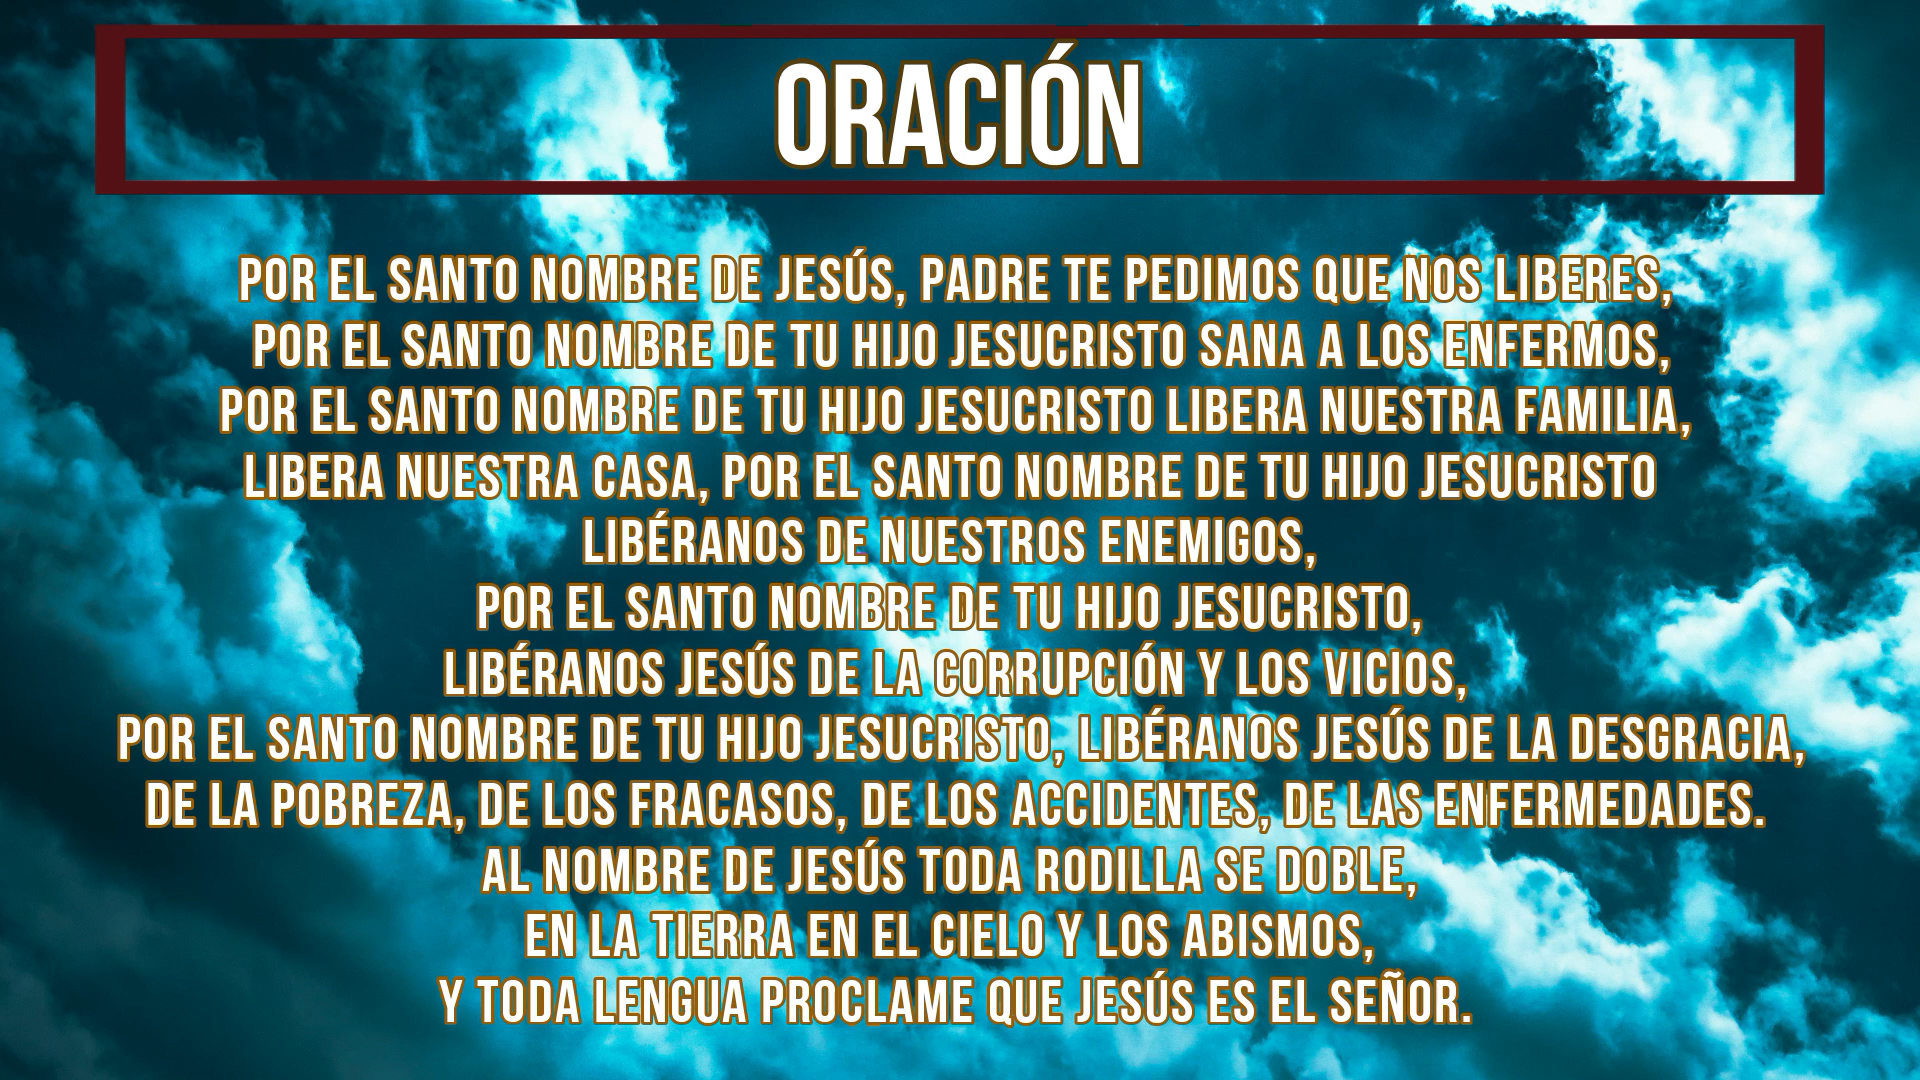 ORACIÓN
POR EL SANTO NOMBRE DE JESÚS, PADRE TE PEDIMOS QUE NOS LIBERES,
POR EL SANTO NOMBRE DE TU HIJO JESUCRISTO SANA A LOS ENFERMOS,
POR EL SANTO NOMBRE DE TU HIJO JESUCRISTO LIBERA NUESTRA FAMILIA,
LIBERA NUESTRA CASA, POR EL SANTO NOMBRE DE TU HIJO JESUCRISTO
LIBÉRANOS DE NUESTROS ENEMIGOS,
POR EL SANTO NOMBRE DE TU HIJO JESUCRISTO,
LIBÉRANOS JESÚS DE LA CORRUPCIÓN Y LOS VICIOS,
POR EL SANTO NOMBRE DE TU HIJO JESUCRISTO, LIBÉRANOS JESÚS DE LA DESGRACIA,
DE LA POBREZA, DE LOS FRACASOS, DE LOS ACCIDENTES, DE LAS ENFERMEDADES.
AL NOMBRE DE JESÚS TODA RODILLA SE DOBLE,
EN LA TIERRA EN EL CIELO Y LOS ABISMOS,
Y TODA LENGUA PROCLAME QUE JESÚS ES EL SEÑOR.